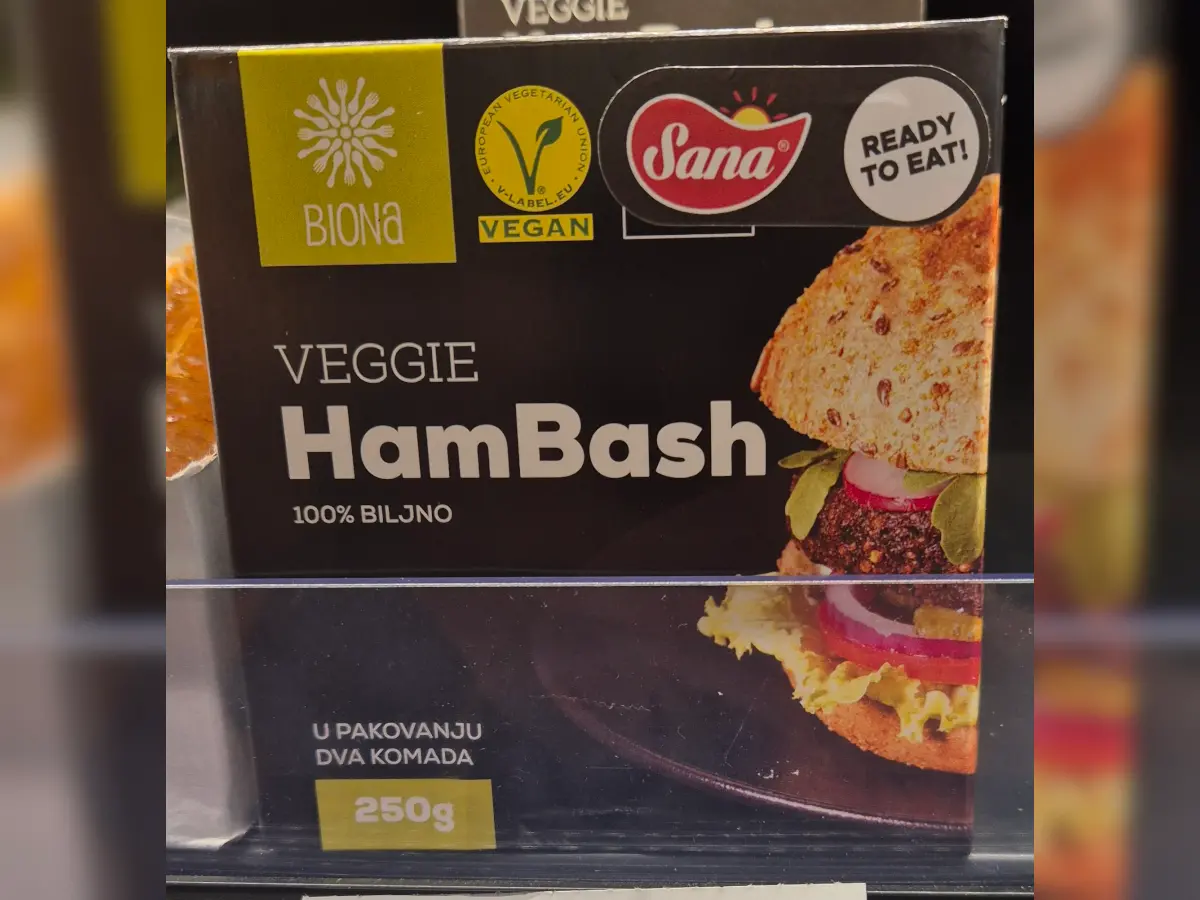 VEGGIE
BIONa
EUROPEAN VEGETARIAN UNION
V-LABEL.EU
VEGAN
Sana®
READY
TO EAT!
VEGGIE
HamBash
100% BILJNO
U PAKOVANJU
DVA KOMADA
250g